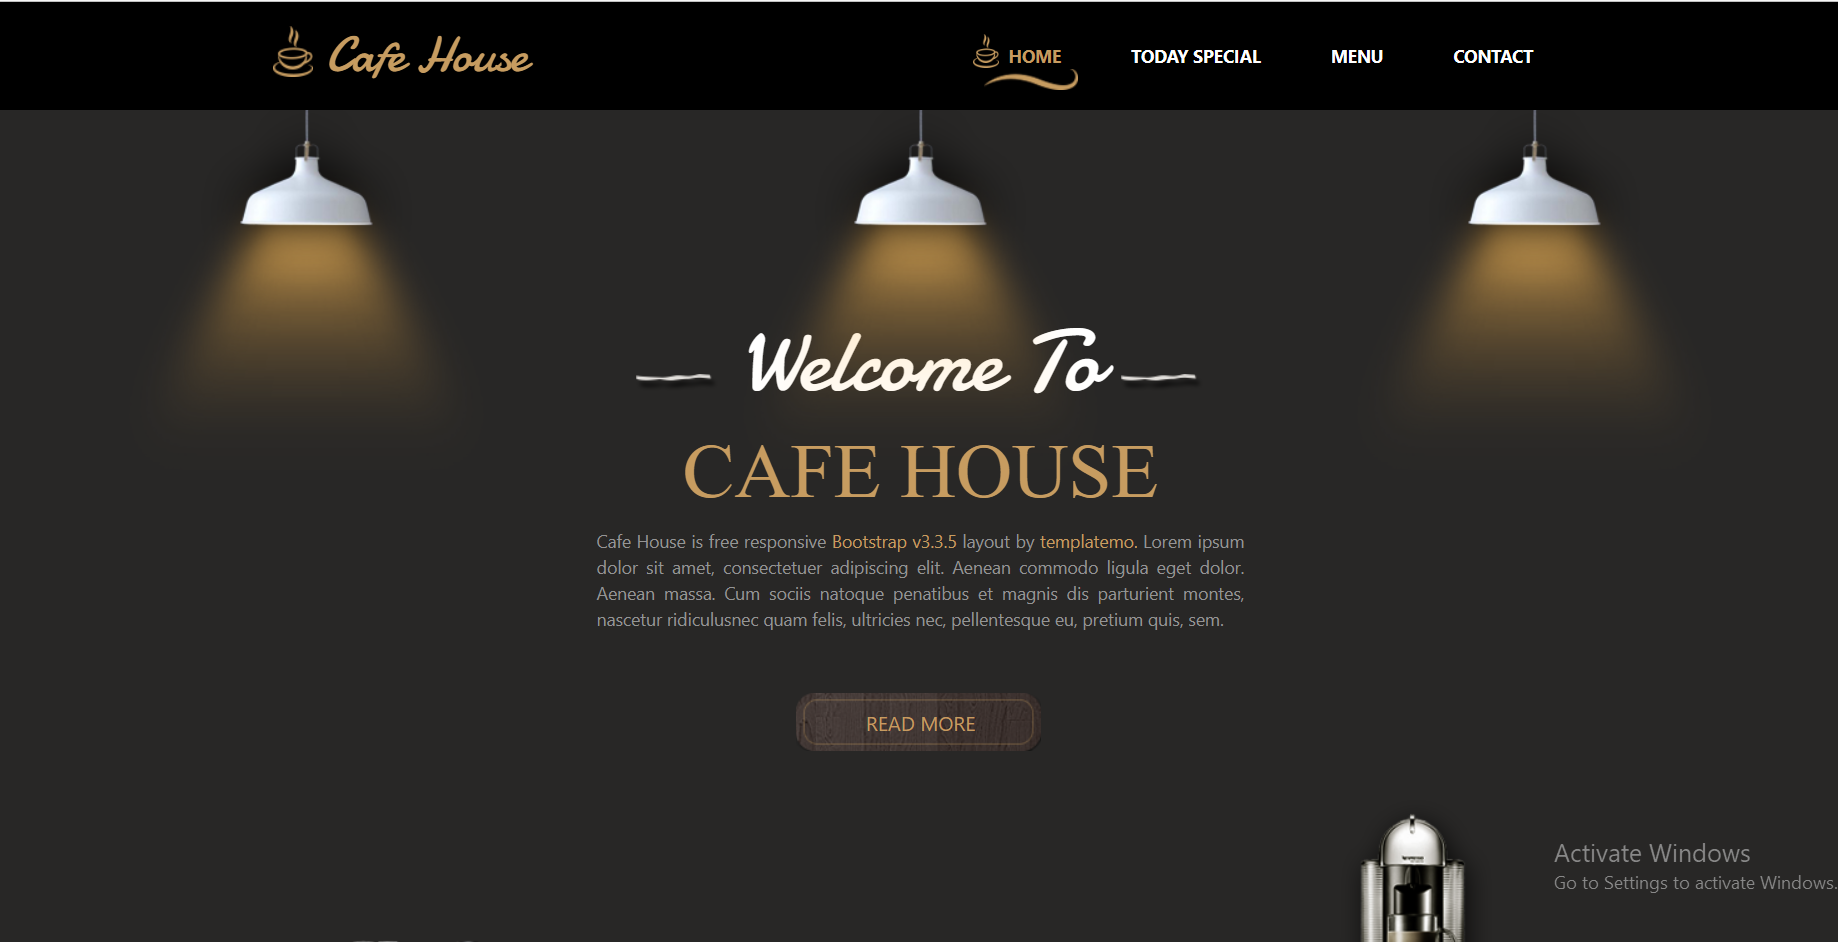 Cafe House
HOME
TODAY SPECIAL
MENU
CONTACT
Welcome To
CAFE HOUSE
Cafe House is free responsive Bootstrap v3.3.5 layout by templatemo. Lorem ipsum
dolor sit amet, consectetuer adipiscing elit. Aenean commodo ligula eget dolor.
Aenean massa. Cum sociis natoque penatibus et magnis dis parturient montes,
nascetur ridiculusnec quam felis, ultricies nec, pellentesque eu, pretium quis, sem.
READ MORE
Activate Windows
Go to Settings to activate Windows.